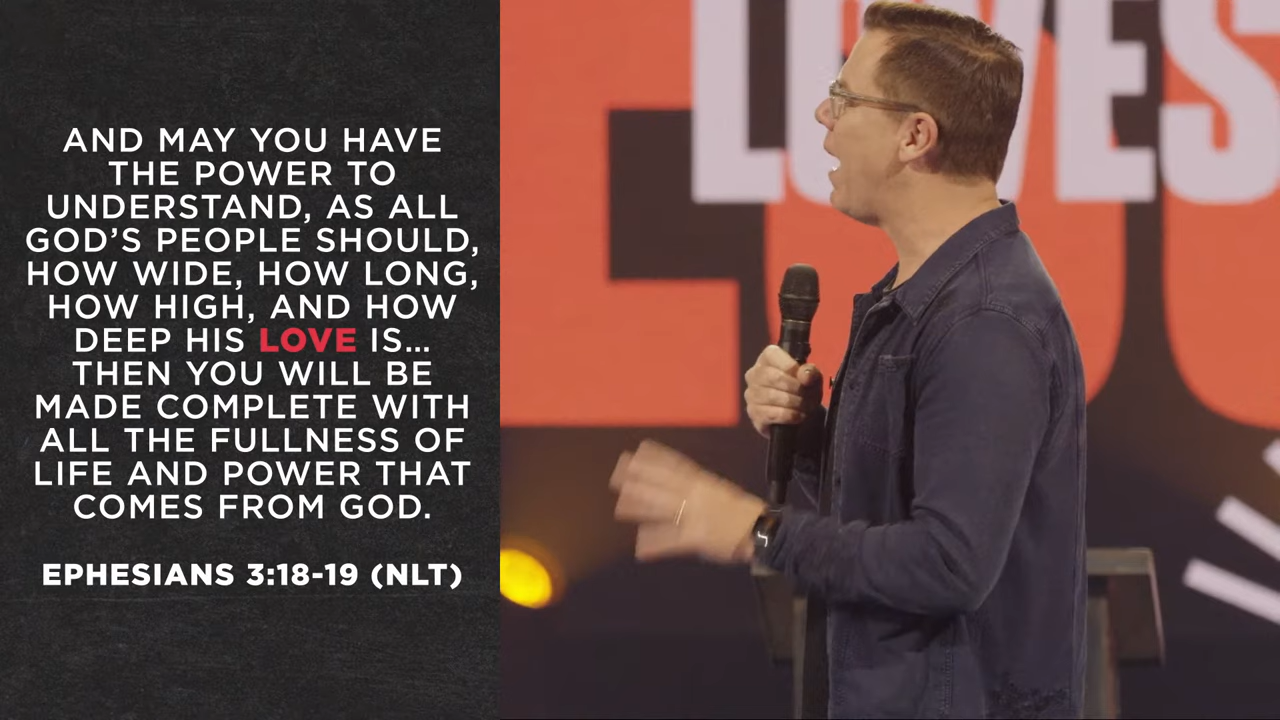 AND MAY YOU HAVE
THE POWER TO
UNDERSTAND, AS ALL
GOD'S PEOPLE SHOULD,
HOW WIDE, HOW LONG,
HOW HIGH, AND HOW
DEEP HIS LOVE IS...
THEN YOU WILL BE
MADE COMPLETE WITH
ALL THE FULLNESS OF
LIFE AND POWER THAT
COMES FROM GOD.
EPHESIANS 3:18-19 (NLT)
LOVES